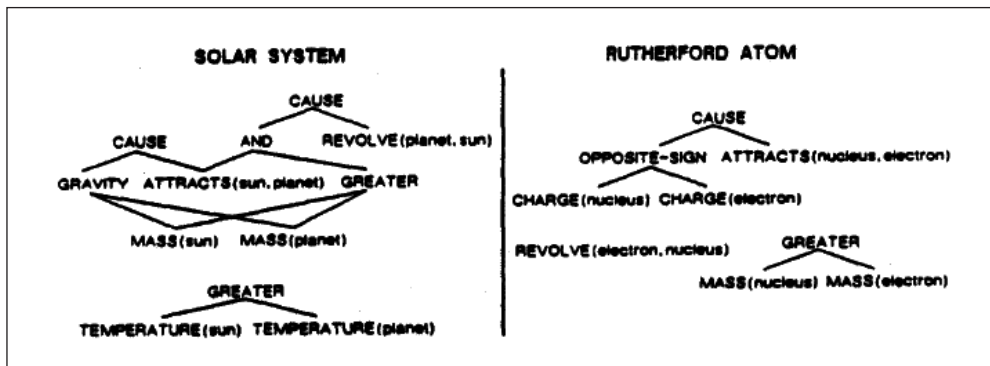 SOLAR SYSTEM
CAUSE
CAUSE AND REVOLVE(planet,sun)
GRAVITY ATTRACTS(sun,planet) GREATER
MASS(sun) MASS(planet)
GREATER
TEMPERATURE(sun) TEMPERATURE(planet)
RUTHERFORD ATOM
CAUSE
OPPOSITE-SIGN ATTRACTS(nucleus,electron)
CHARGE(nucleus) CHARGE(electron)
REVOLVE(electron,nucleus) GREATER
MASS(nucleus) MASS(electron)